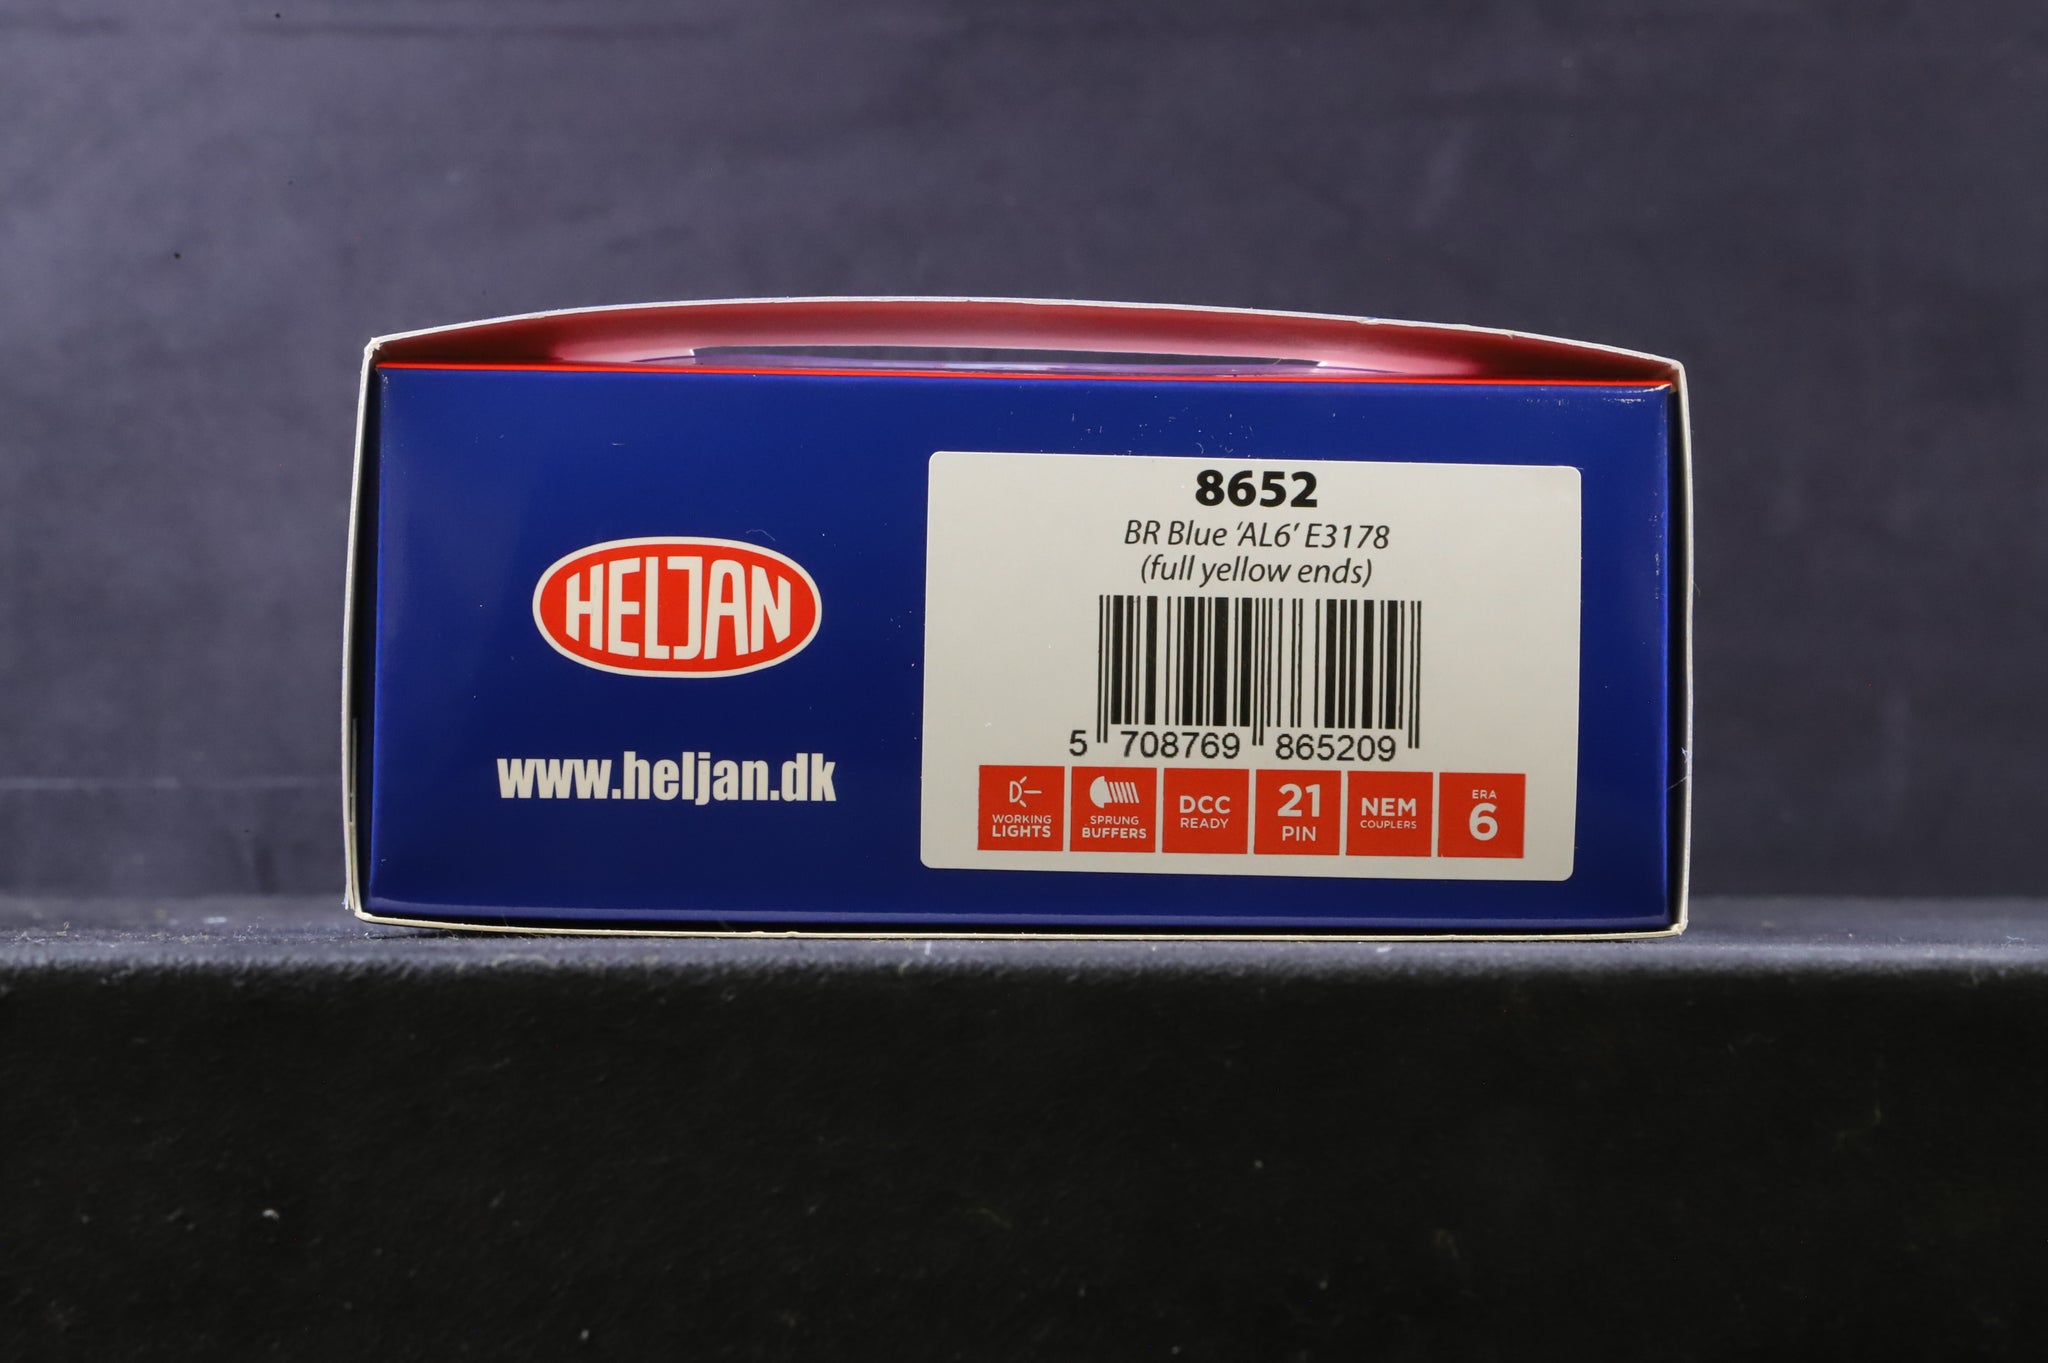 HELJAN
www.heljan.dk
8652
BR Blue ‘AL6’ E3178
(full yellow ends)
5 708769 865209
WORKING
LIGHTS
SPRUNG
BUFFERS
DCC
READY
21
PIN
NEM
COUPLERS
ERA
6